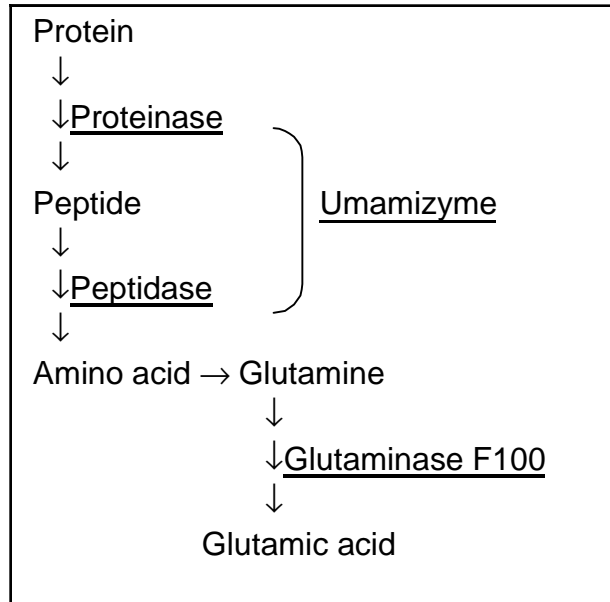 Protein
↓
↓Proteinase
↓
Peptide Umamizyme
↓
↓Peptidase
↓
Amino acid → Glutamine
↓
↓Glutaminase F100
↓
Glutamic acid